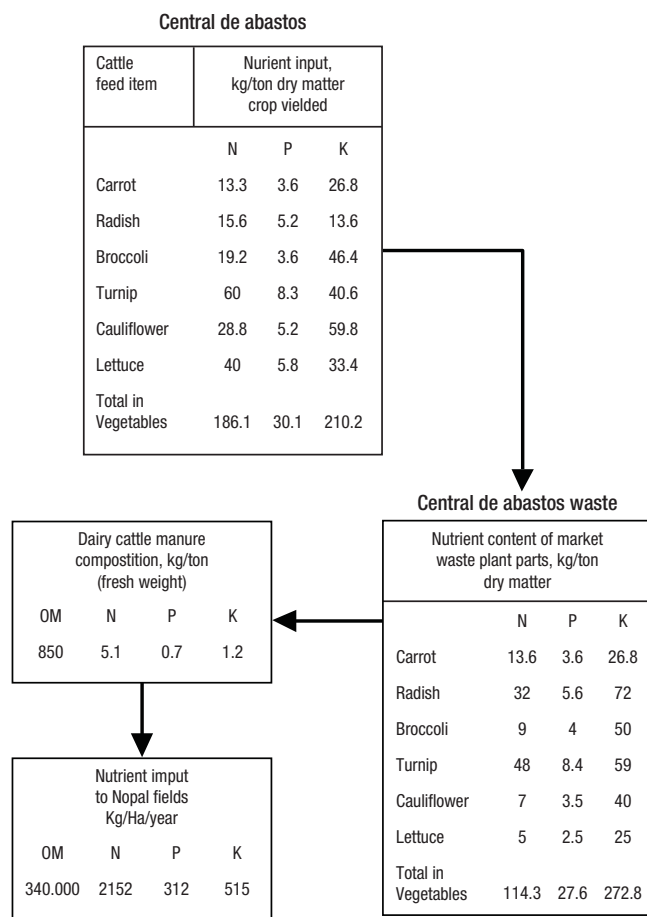 Central de abastos
Cattle feed item
Nurient input, kg/ton dry matter crop yielded
N P K
Carrot 13.3 3.6 26.8
Radish 15.6 5.2 13.6
Broccoli 19.2 3.6 46.4
Turnip 60 8.3 40.6
Cauliflower 28.8 5.2 59.8
Lettuce 40 5.8 33.4
Total in
Vegetables 186.1 30.1 210.2
Central de abastos waste
Nutrient content of market
waste plant parts, kg/ton
dry matter
N P K
Carrot 13.6 3.6 26.8
Radish 32 5.6 72
Broccoli 9 4 50
Turnip 48 8.4 59
Cauliflower 7 3.5 40
Lettuce 5 2.5 25
Total in
Vegetables 114.3 27.6 272.8
Dairy cattle manure
compostition, kg/ton
(fresh weight)
OM N P K
850 5.1 0.7 1.2
Nutrient imput
to Nopal fields
Kg/Ha/year
OM N P K
340.000 2152 312 515